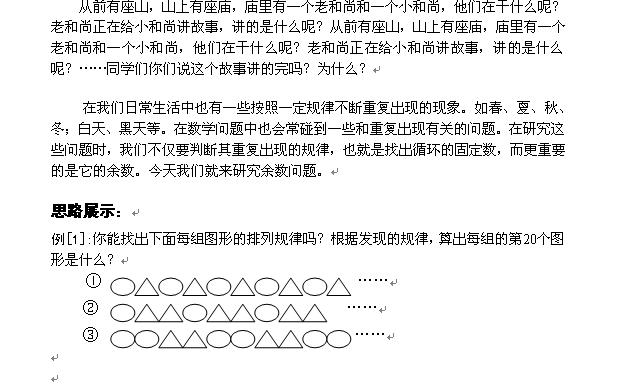 从前有座山，山上有座庙，庙里有一个老和尚和一个小和尚，他们在干什么呢？
老和尚正在给小和尚讲故事，讲的是什么呢？从前有座山，山上有座庙，庙里有一个
老和尚和一个小和尚，他们在干什么呢？老和尚正在给小和尚讲故事，讲的是什么
呢？……同学们你们说这个故事讲的完吗？为什么？
在我们日常生活中也有一些按照一定规律不断重复出现的现象。如春、夏、秋、
冬；白天、黑天等。在数学问题中也会常碰到一些和重复出现有关的问题。在研究这
些问题时，我们不仅要判断其重复出现的规律，也就是找出循环的固定数，而更重要
的是它的余数。今天我们就来研究余数问题。
思路展示：
例[1]:你能找出下面每组图形的排列规律吗？根据发现的规律，算出每组的第20个图
形是什么？
① ○△○△○△○△○△ ……
② ○△△○△△○△△ ……
③ ○○△△○○△△○○ ……